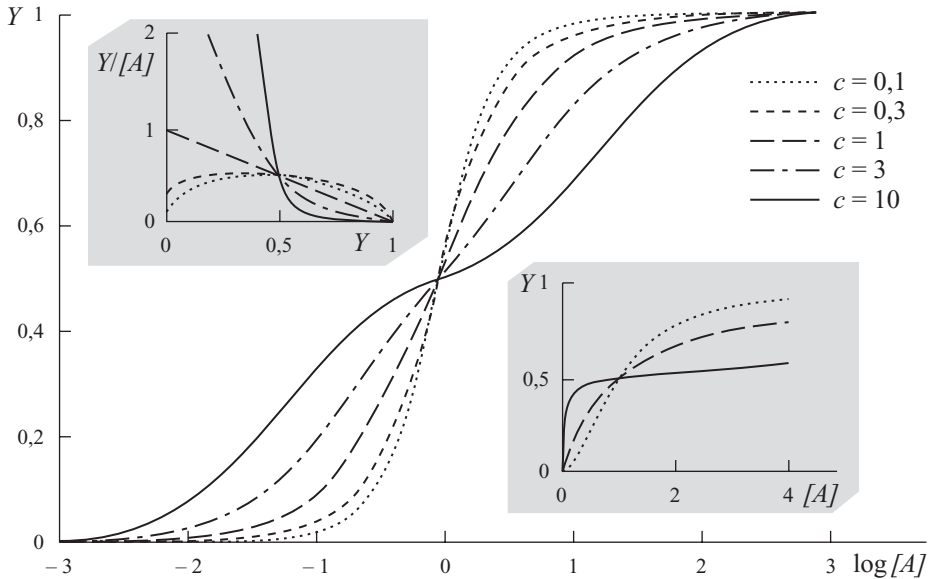 Y 1
0,8
0,6
0,4
0,2
0
– 3 – 2 – 1 0 1 2 3 log [A]
Y/[A]
2
1
0
0 0,5 Y 1
c = 0,1
c = 0,3
c = 1
c = 3
c = 10
Y 1
0,5
0
0 2 4 [A]